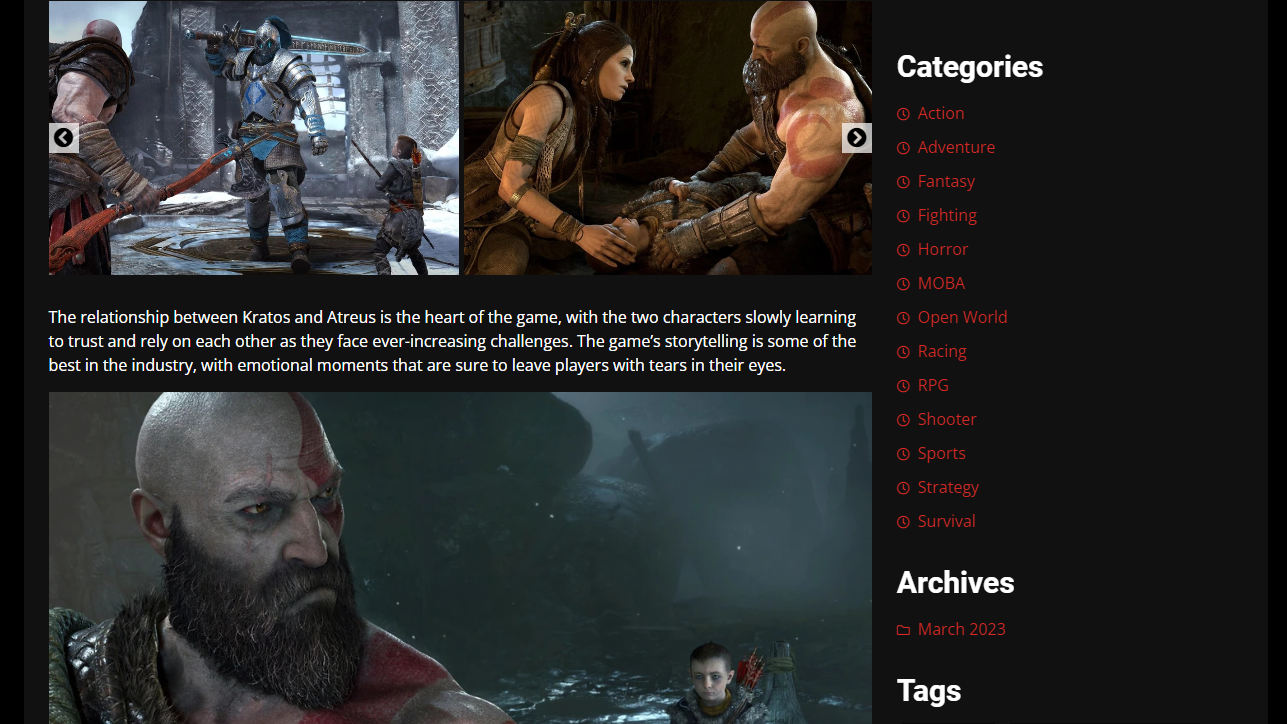 The relationship between Kratos and Atreus is the heart of the game, with the two characters slowly learning
to trust and rely on each other as they face ever-increasing challenges. The game’s storytelling is some of the
best in the industry, with emotional moments that are sure to leave players with tears in their eyes.
Categories
Action
Adventure
Fantasy
Fighting
Horror
MOBA
Open World
Racing
RPG
Shooter
Sports
Strategy
Survival
Archives
March 2023
Tags